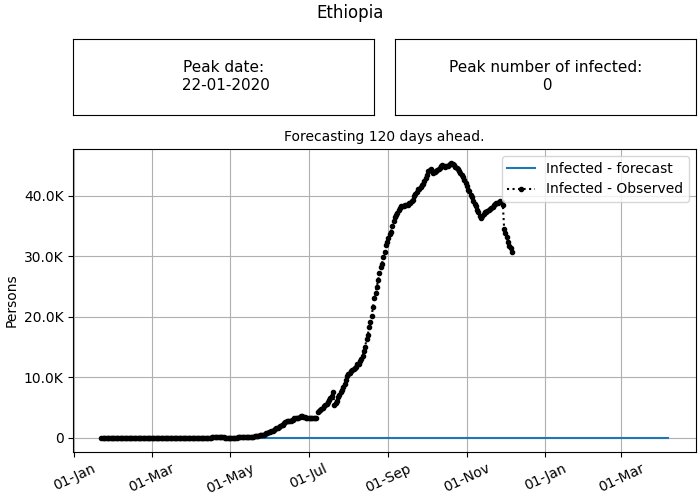 Ethiopia
Peak date:
22-01-2020
Peak number of infected:
0
Forecasting 120 days ahead.
Infected - forecast
Infected - Observed
Persons
40.0K
30.0K
20.0K
10.0K
0
01-Jan
01-Mar
01-May
01-Jul
01-Sep
01-Nov
01-Jan
01-Mar